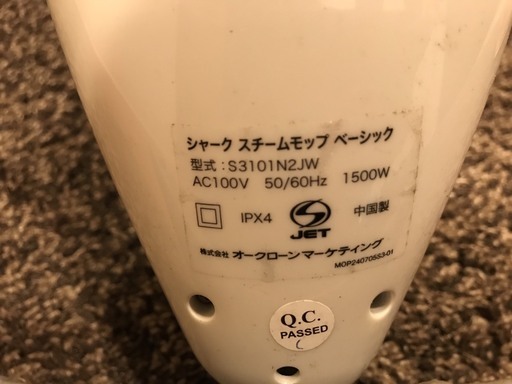 シャーク スチームモップ ベーシック
型式：S3101N2JW
AC100V 50/60Hz 1500W
IPX4 JET 中国製
株式会社 オークローンマーケティング
MOP240705S3-01
Q.C.
PASSED